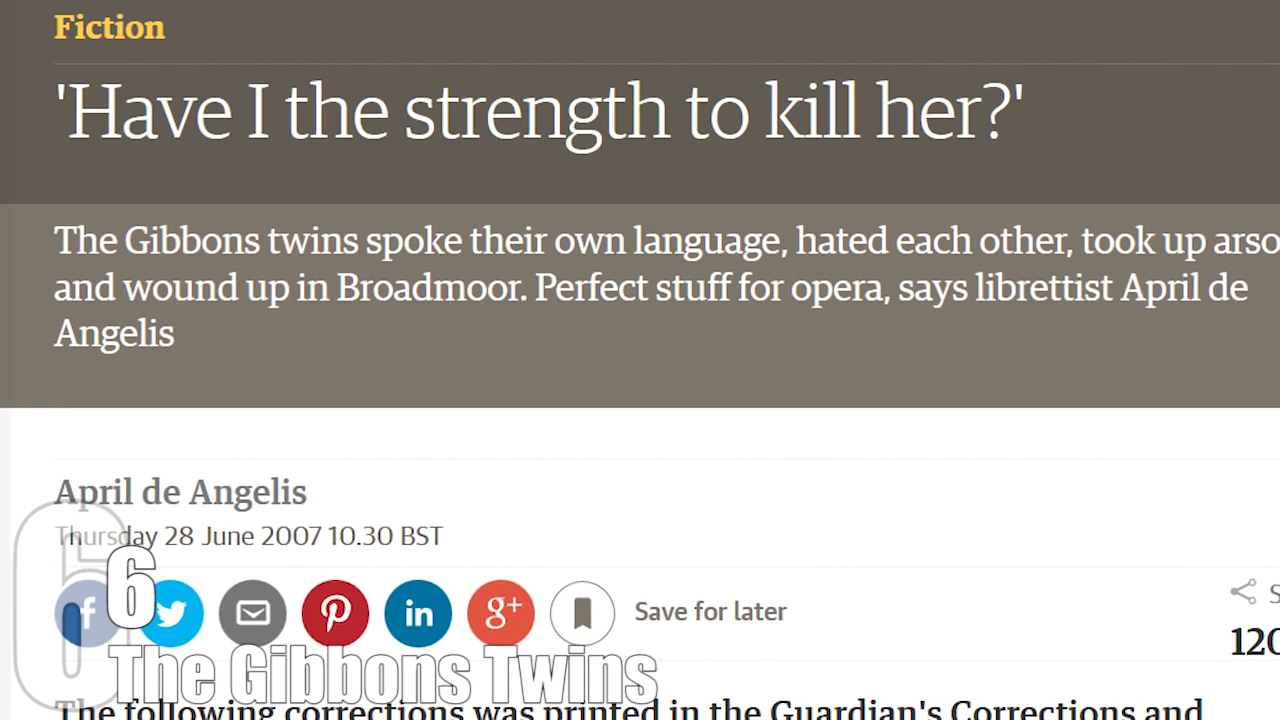 Fiction
'Have I the strength to kill her?'
The Gibbons twins spoke their own language, hated each other, took up arso
and wound up in Broadmoor. Perfect stuff for opera, says librettist April de
Angelis
April de Angelis
Thursday 28 June 2007 10.30 BST
6
6
f
in
g+
Save for later
S
120
The Gibbons Twins
The following corrections was printed in the Guardian's Corrections and